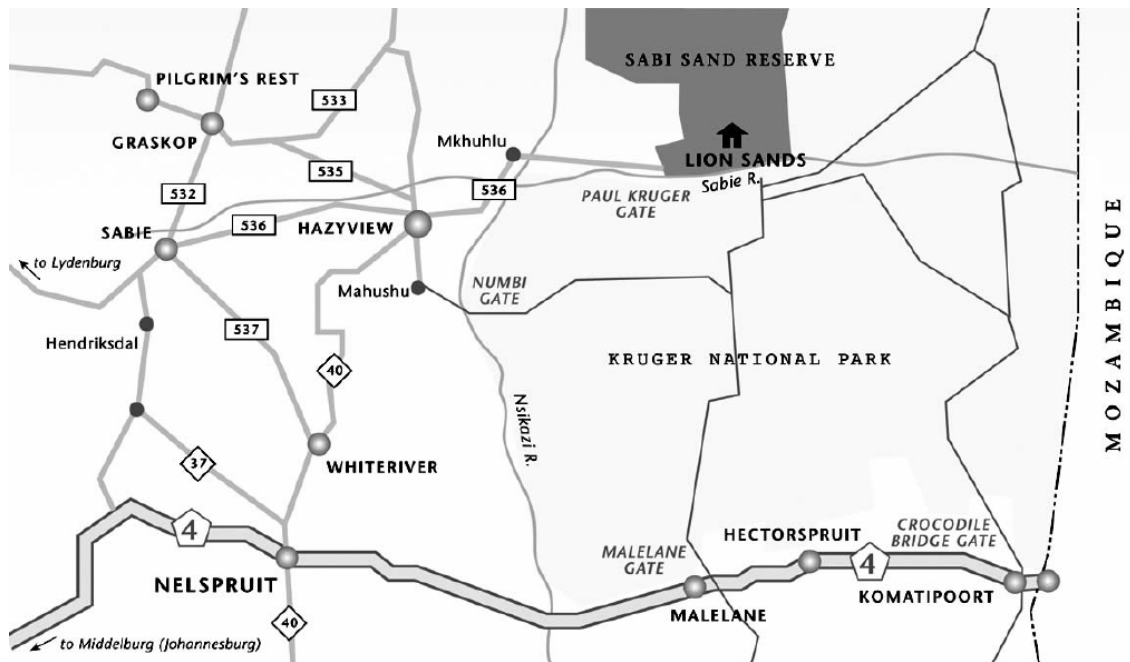 SABI SAND RESERVE
PILGRIM'S REST
533
GRASKOP
Mkhuhlu
LION SANDS
535
Sabie R.
532
536
PAUL KRUGER
GATE
SABIE
536
HAZYVIEW
to Lydenburg
Mahushu
NUMBI
GATE
MOZAMBIQUE
Hendriksdal
537
KRUGER NATIONAL PARK
40
Nsikazi R.
37
WHITERIVER
4
HECTORSPRUIT
CROCODILE
BRIDGE GATE
MALELANE
GATE
4
NELSPRUIT
MALELANE
KOMATIPOORT
40
to Middelburg (Johannesburg)